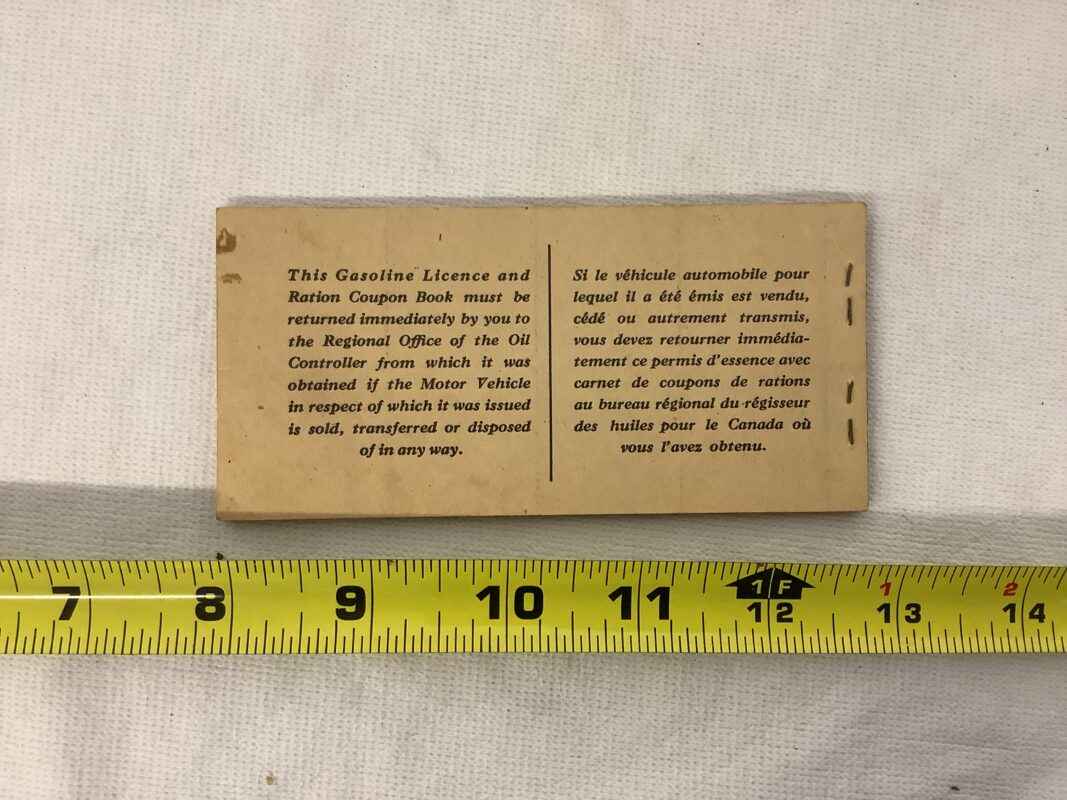 This Gasoline Licence and
Ration Coupon Book must be
returned immediately by you to
the Regional Office of the Oil
Controller from which it was
obtained if the Motor Vehicle
in respect of which it was issued
is sold, transferred or disposed
of in any way.
Si le véhicule automobile pour
lequel il a été émis est vendu,
cédé ou autrement transmis,
vous devez retourner immédia-
tement ce permis d'essence avec
carnet de coupons de rations
au bureau régional du régisseur
des huiles pour le Canada où
vous l'avez obtenu.
1 F 1 2
7 8 9 10 11 12 13 14